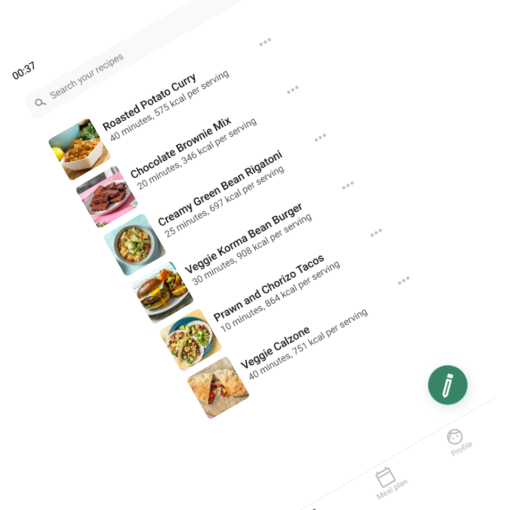 00:37
Search your recipes
Roasted Potato Curry
40 minutes, 575 kcal per serving
Chocolate Brownie Mix
20 minutes, 346 kcal per serving
Creamy Green Bean Rigatoni
25 minutes, 697 kcal per serving
Veggie Korma Bean Burger
30 minutes, 908 kcal per serving
Prawn and Chorizo Tacos
10 minutes, 864 kcal per serving
Veggie Calzone
40 minutes, 751 kcal per serving
Meal plan
Profile